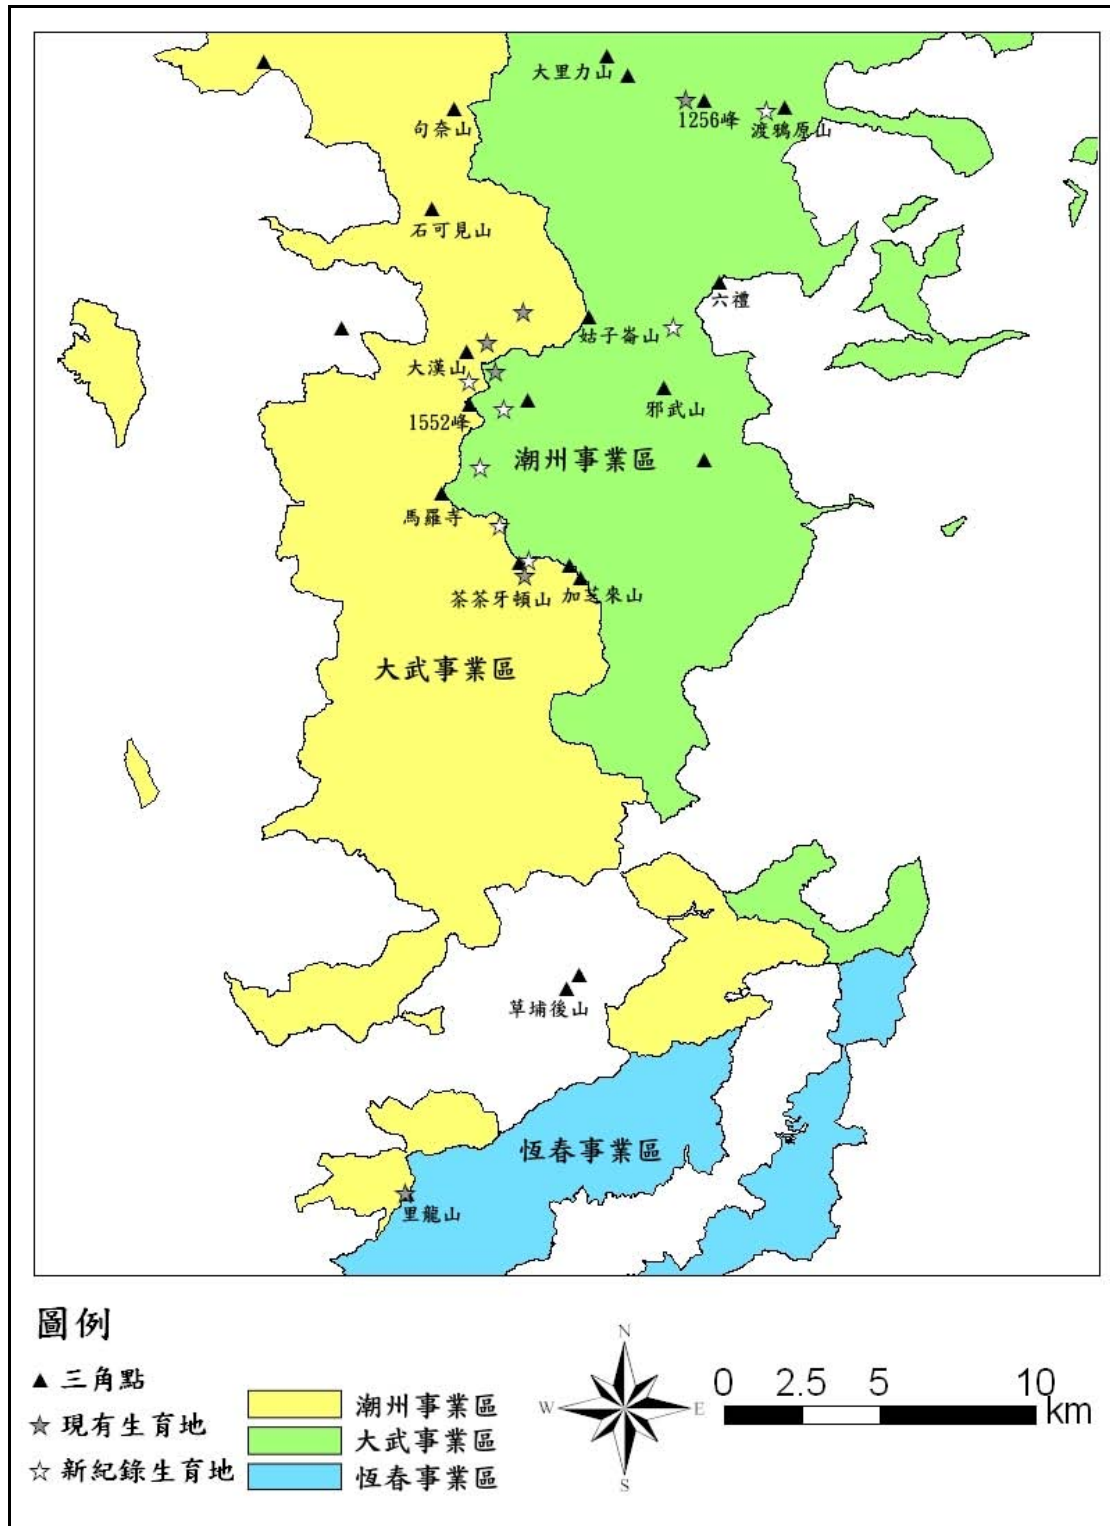 大里力山
1256峰
渡鴉原山
句奈山
石可見山
六禮
姑子崙山
大漢山
邪武山
1552峰
潮州事業區
馬羅寺
茶茶牙頓山
加芝來山
大武事業區
草埔後山
恆春事業區
里龍山
圖例
三角點
現有生育地
新紀錄生育地
潮州事業區
大武事業區
恆春事業區
N
W E
S
0 2.5 5 10
km